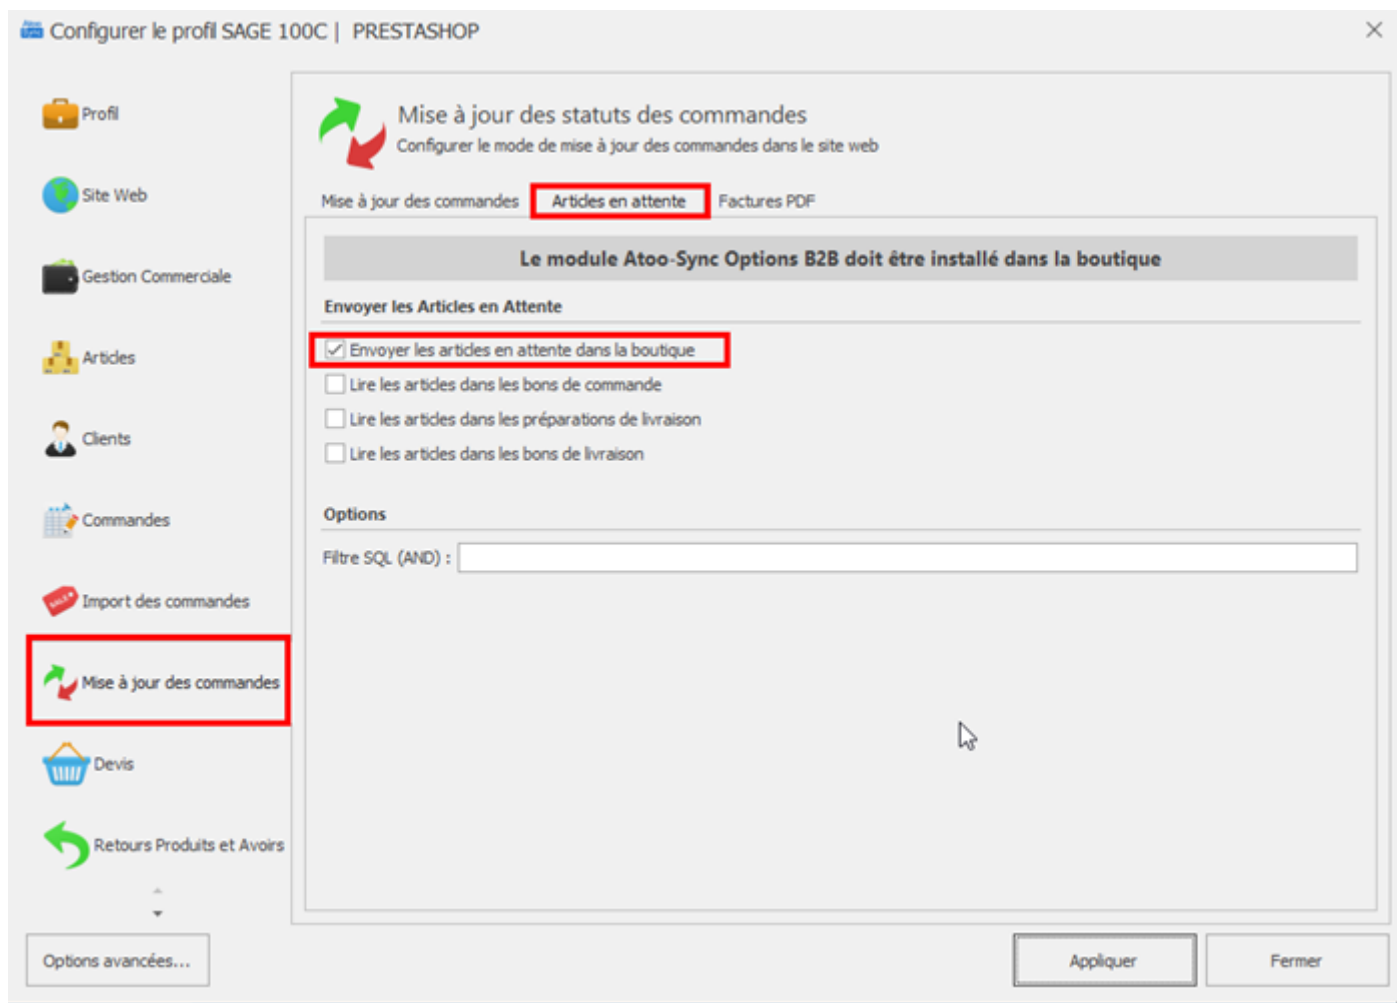 Configurer le profil SAGE 100C | PRESTASHOP
Profil
Site Web
Gestion Commerciale
Articles
Clients
Commandes
Import des commandes
Mise à jour des commandes
Devis
Retours Produits et Avoirs
Mise à jour des statuts des commandes
Configurer le mode de mise à jour des commandes dans le site web
Mise à jour des commandes Articles en attente Factures PDF
Le module Atoo-Sync Options B2B doit être installé dans la boutique
Envoyer les Articles en Attente
Envoyer les articles en attente dans la boutique
Lire les articles dans les bons de commande
Lire les articles dans les préparations de livraison
Lire les articles dans les bons de livraison
Options
Filtre SQL (AND) :
Options avancées... Appliquer Fermer